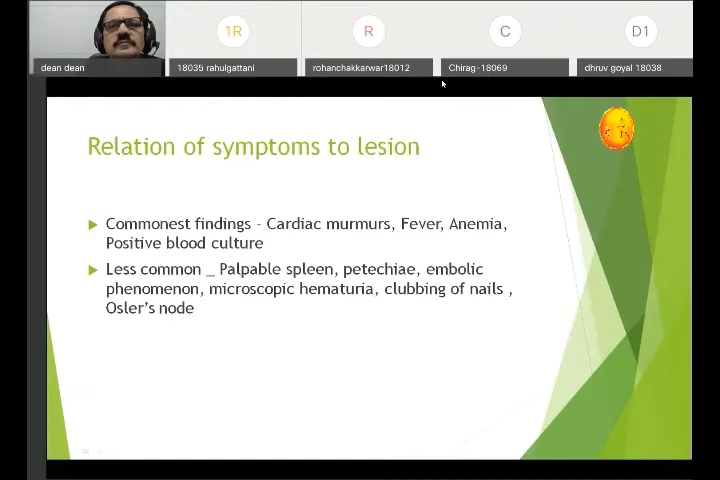 1R
R
C
D1
dean dean
18035 rahulgattani
rohanchakkarwar18012
Chirag-18069
dhruv goyal 18038
Relation of symptoms to lesion
Commonest findings – Cardiac murmurs, Fever, Anemia,
Positive blood culture
Less common _ Palpable spleen, petechiae, embolic
phenomenon, microscopic hematuria, clubbing of nails ,
Osler’s node